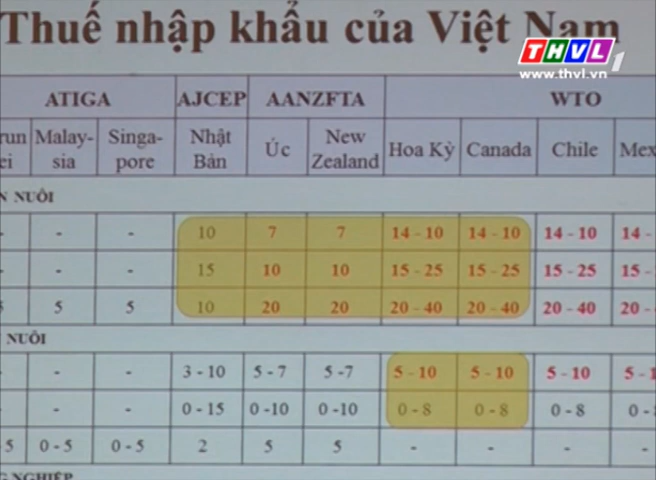 Thuế nhập khẩu của Việt Nam
THVL1
www.thvl.vn
ATIGA AJCEP AANZFTA WTO
Malay-sia Singa-pore Nhật Bản Úc New Zealand Hoa Kỳ Canada Chile
NUÔI
- - - 10 7 7 14 - 10 14 - 10 14 - 10 14 -
- - - 15 10 10 15 - 25 15 - 25 15 - 25 15 -
5 5 10 20 20 20 - 40 20 - 40 20 - 40 20 -
NUÔI
- - - 3 - 10 5 - 7 5 -7 5 - 10 5 - 10 5 - 10
- - - 0 - 15 0 -10 0 -10 0 - 8 0 - 8 0 - 8
0 - 5 0 - 5 2 5 5 - - - -